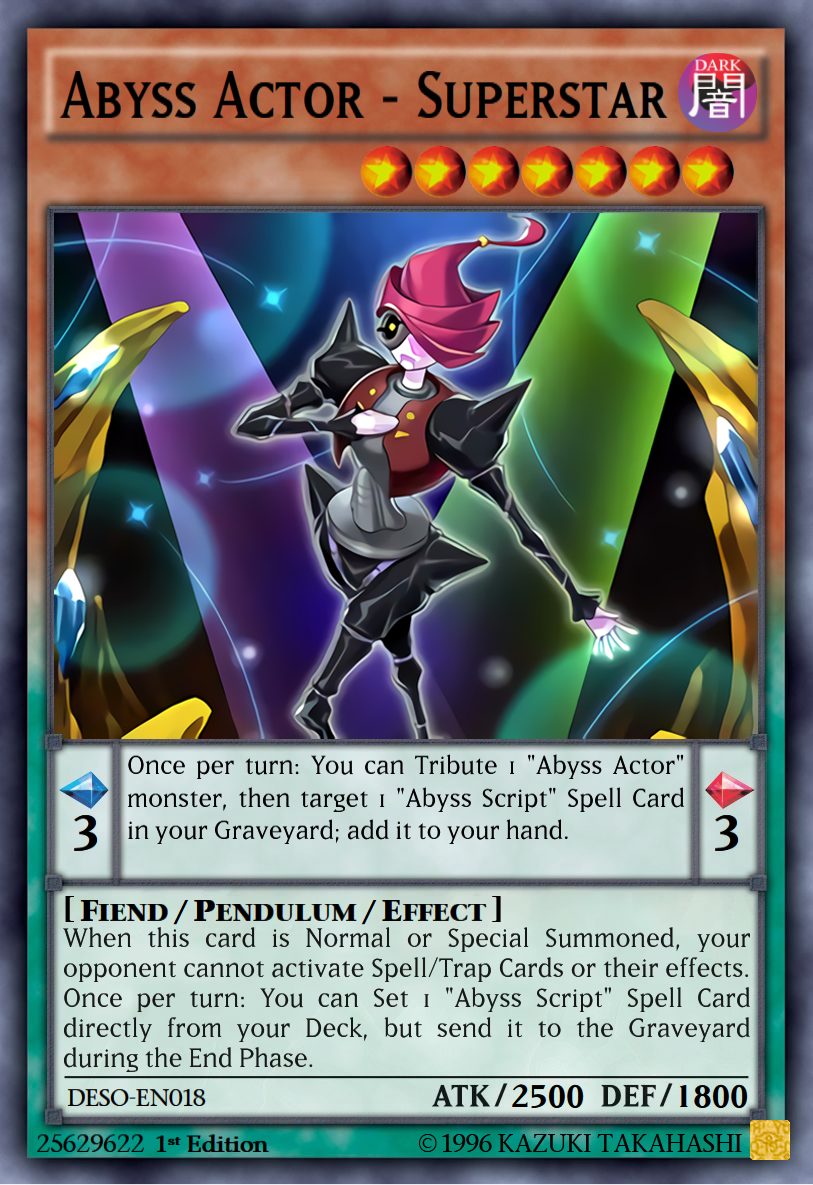 Abyss Actor - Superstar
DARK
闇
Once per turn: You can Tribute 1 "Abyss Actor"
monster, then target 1 "Abyss Script" Spell Card
in your Graveyard; add it to your hand.
3
3
[ Fiend / Pendulum / Effect ]
When this card is Normal or Special Summoned, your
opponent cannot activate Spell/Trap Cards or their effects.
Once per turn: You can Set 1 "Abyss Script" Spell Card
directly from your Deck, but send it to the Graveyard
during the End Phase.
DESO-EN018
ATK/2500 DEF/1800
25629622 1st Edition
©1996 KAZUKI TAKAHASHI